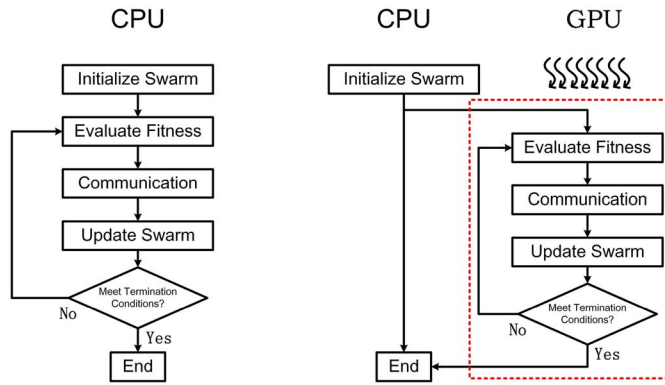 CPU
Initialize Swarm
Evaluate Fitness
Communication
Update Swarm
Meet Termination
Conditions?
No
Yes
End
CPU
GPU
Initialize Swarm
Evaluate Fitness
Communication
Update Swarm
Meet Termination
Conditions?
No
Yes
End